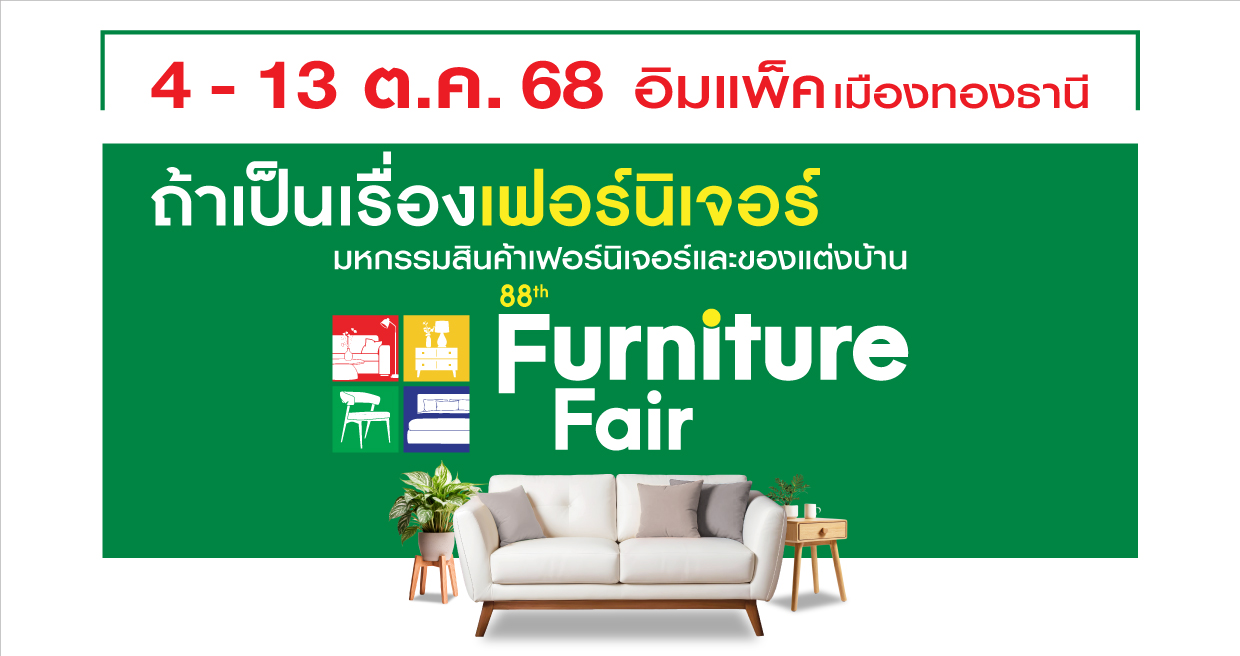 4 - 13 ต.ค. 68 อิมแพ็ค เมืองทองธานี
ถ้าเป็นเรื่องเฟอร์นิเจอร์
มหกรรมสินค้าเฟอร์นิเจอร์และของแต่งบ้าน
88th
Furniture
Fair